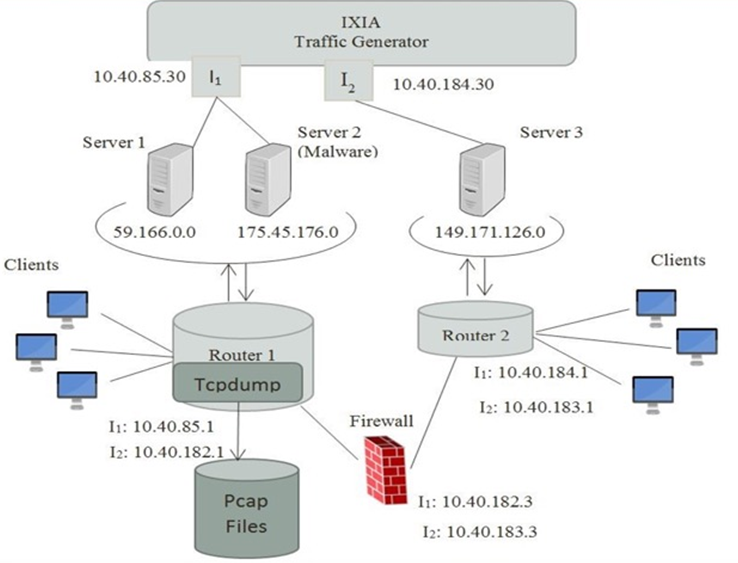 IXIA
Traffic Generator
10.40.85.30
I₁
I₂
10.40.184.30
Server 1
Server 2
(Malware)
Server 3
59.166.0.0
175.45.176.0
149.171.126.0
Clients
Clients
Router 1
Tcpdump
Router 2
I₁: 10.40.184.1
I₂: 10.40.183.1
I₁: 10.40.85.1
I₂: 10.40.182.1
Firewall
Pcap
Files
I₁: 10.40.182.3
I₂: 10.40.183.3